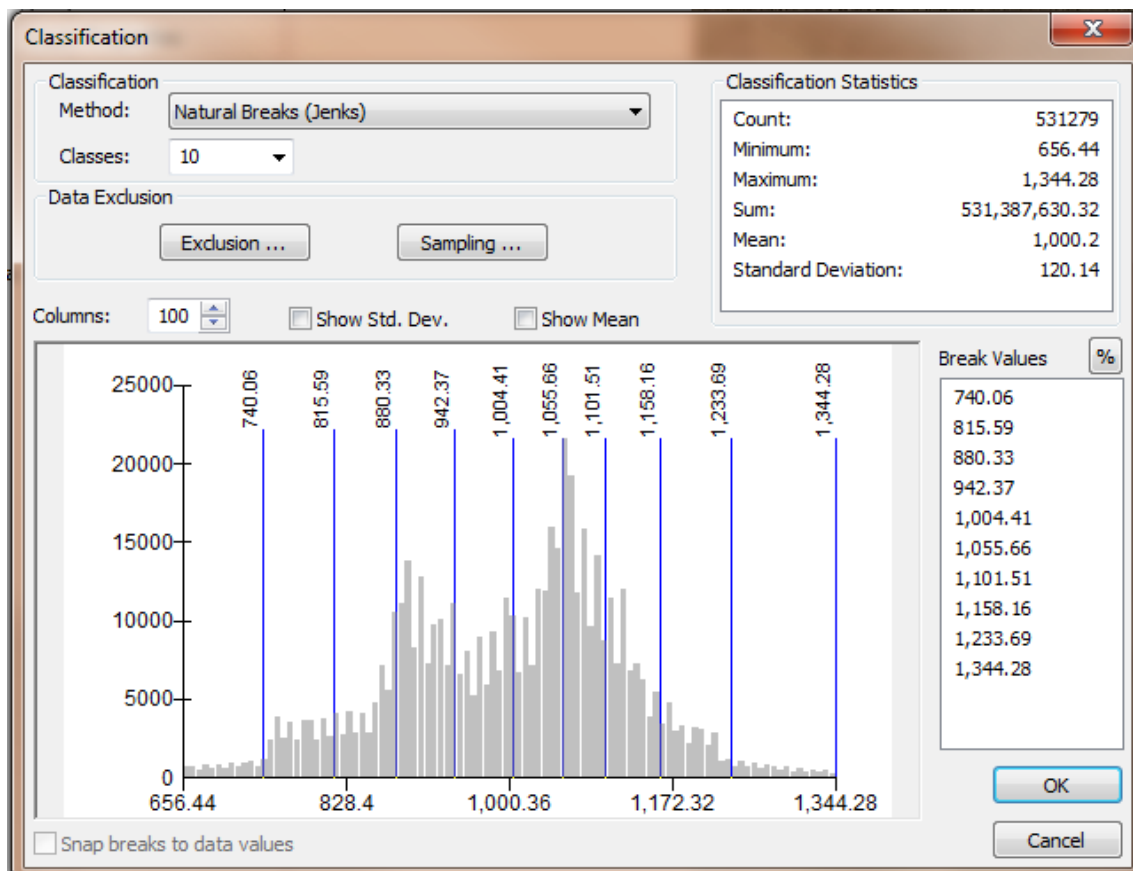 Classification
Classification
Method: Natural Breaks (Jenks)
Classes: 10
Data Exclusion
Exclusion ...
Sampling ...
Classification Statistics
Count: 531279
Minimum: 656.44
Maximum: 1,344.28
Sum: 531,387,630.32
Mean: 1,000.2
Standard Deviation: 120.14
Columns: 100
Show Std. Dev.
Show Mean
25000
20000
15000
10000
5000
0
740.06
815.59
880.33
942.37
1,004.41
1,055.66
1,101.51
1,158.16
1,233.69
1,344.28
656.44 828.4 1,000.36 1,172.32 1,344.28
Break Values %
740.06
815.59
880.33
942.37
1,004.41
1,055.66
1,101.51
1,158.16
1,233.69
1,344.28
OK
Snap breaks to data values
Cancel